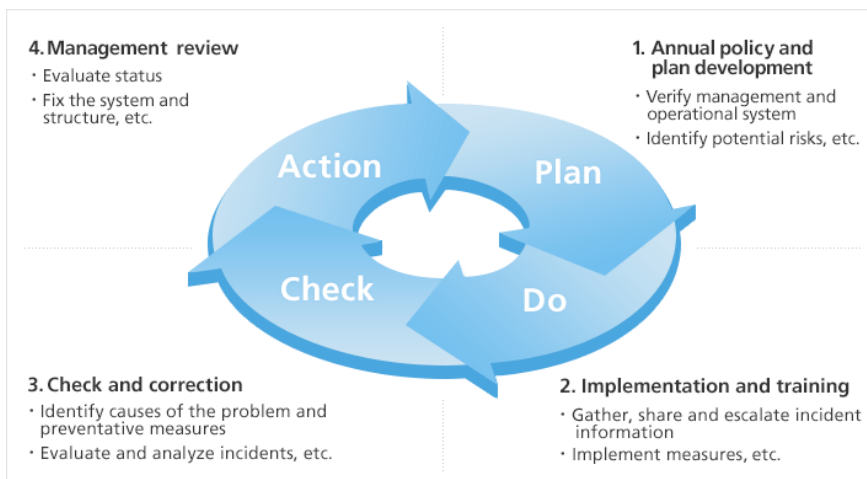 4. Management review
· Evaluate status
· Fix the system and
structure, etc.
1. Annual policy and
plan development
· Verify management and
operational system
· Identify potential risks, etc.
Action
Plan
Check
Do
3. Check and correction
· Identify causes of the problem and
preventative measures
· Evaluate and analyze incidents, etc.
2. Implementation and training
· Gather, share and escalate incident
information
· Implement measures, etc.